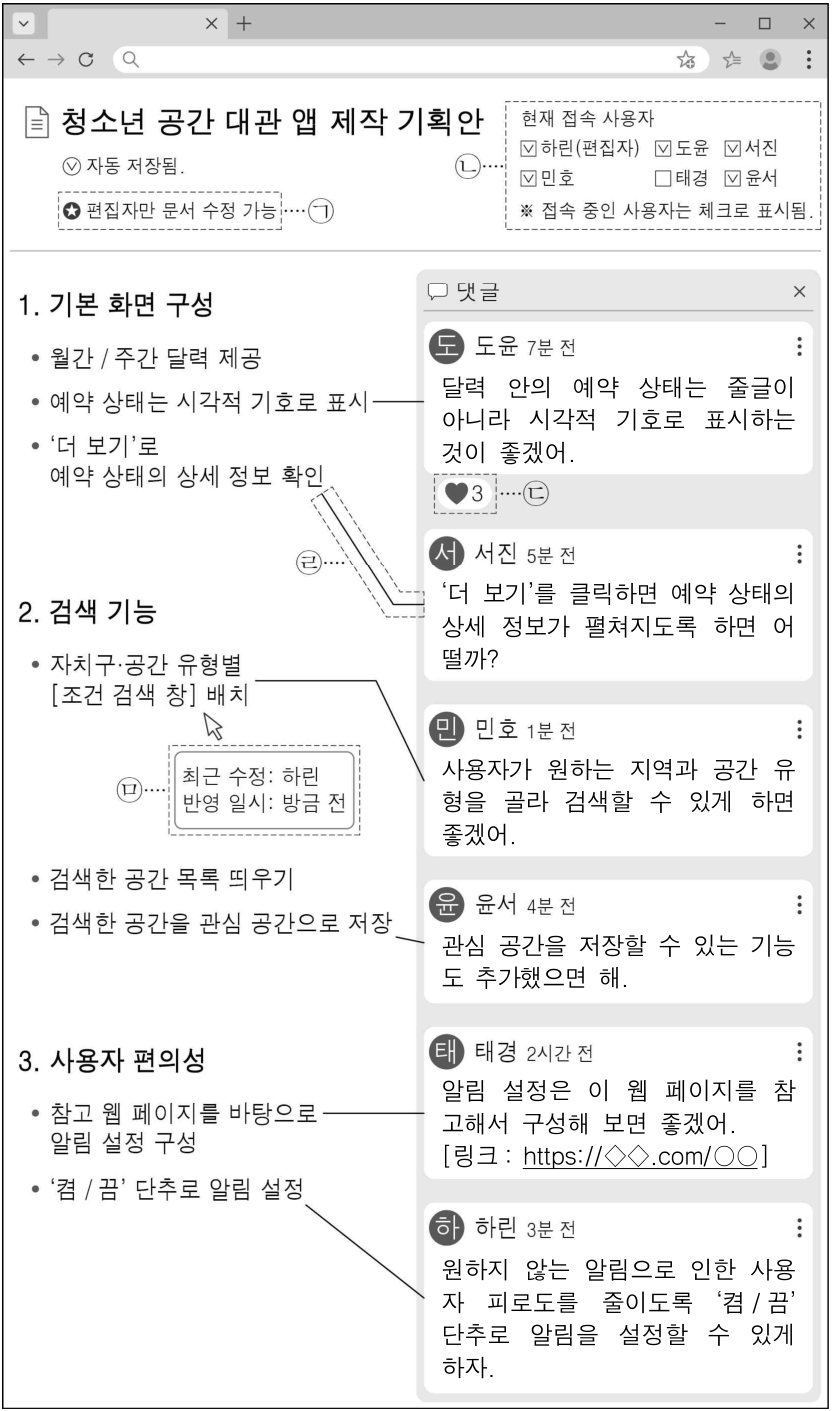 청소년 공간 대관 앱 제작 기획안
자동 저장됨.
편집자만 문서 수정 가능 ····㉠
현재 접속 사용자
㉡····
하린(편집자) 도윤 서진
민호 태경 윤서
※ 접속 중인 사용자는 체크로 표시됨.
1. 기본 화면 구성
• 월간 / 주간 달력 제공
• 예약 상태는 시각적 기호로 표시
• ‘더 보기’로
예약 상태의 상세 정보 확인
㉣····
2. 검색 기능
• 자치구·공간 유형별
[조건 검색 창] 배치
㉤····
최근 수정: 하린
반영 일시: 방금 전
• 검색한 공간 목록 띄우기
• 검색한 공간을 관심 공간으로 저장
3. 사용자 편의성
• 참고 웹 페이지를 바탕으로
알림 설정 구성
• ‘켬 / 끔’ 단추로 알림 설정
댓글
도 도윤 7분 전
달력 안의 예약 상태는 줄글이
아니라 시각적 기호로 표시하는
것이 좋겠어.
♥3 ····㉢
서 서진 5분 전
‘더 보기’를 클릭하면 예약 상태의
상세 정보가 펼쳐지도록 하면 어
떨까?
민 민호 1분 전
사용자가 원하는 지역과 공간 유
형을 골라 검색할 수 있게 하면
좋겠어.
윤 윤서 4분 전
관심 공간을 저장할 수 있는 기능
도 추가했으면 해.
태 태경 2시간 전
알림 설정은 이 웹 페이지를 참
고해서 구성해 보면 좋겠어.
[링크 : https://◇◇.com/○○]
하 하린 3분 전
원하지 않는 알림으로 인한 사용
자 피로도를 줄이도록 ‘켬 / 끔’
단추로 알림을 설정할 수 있게
하자.